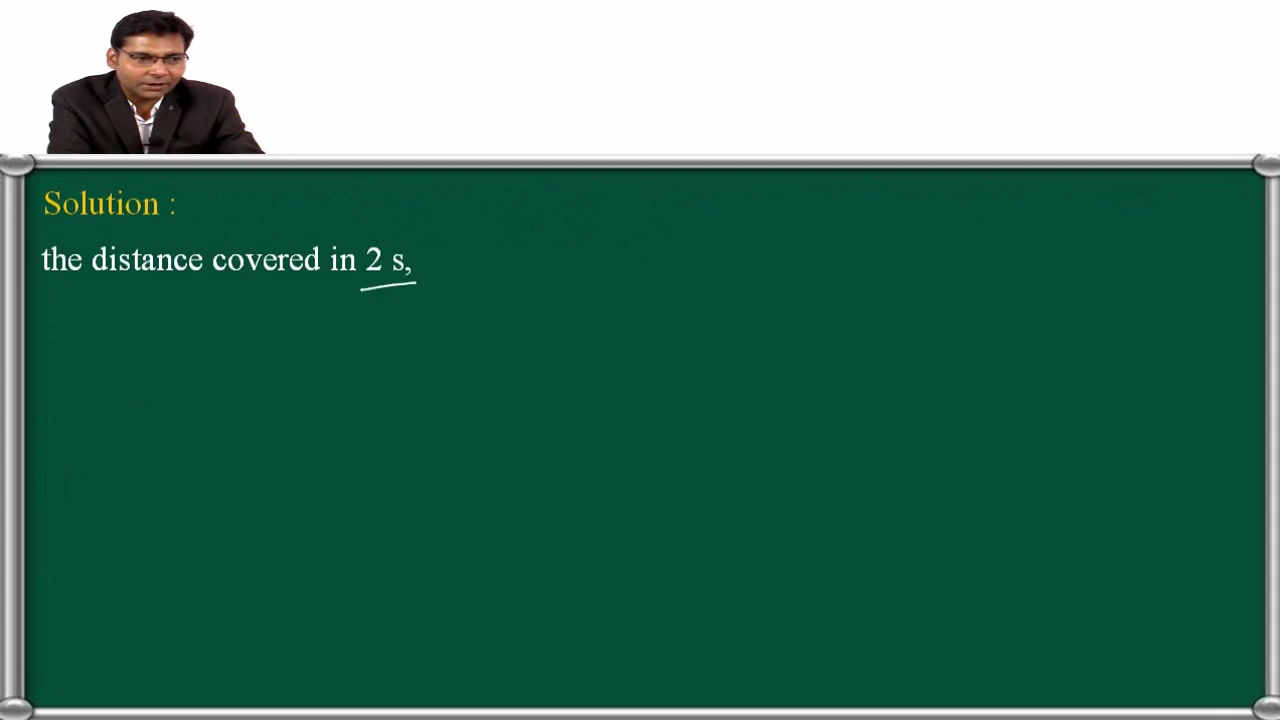 Solution :
the distance covered in 2 s,